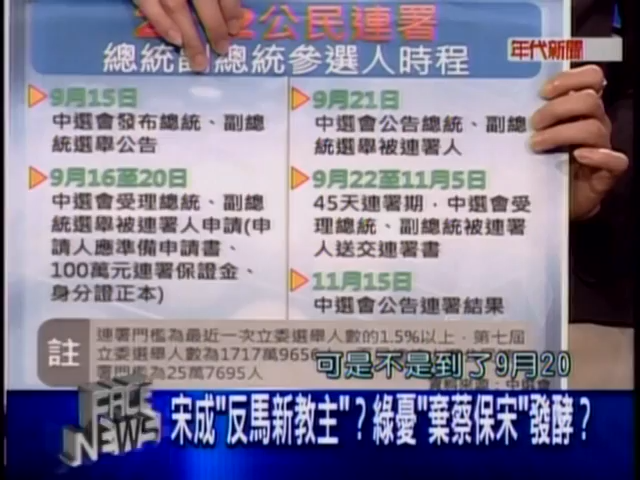 公民連署
年代新聞
總統副總統參選人時程
9月15日
中選會發布總統、副總
統選舉公告
9月16至20日
中選會受理總統、副總
統選舉被連署人申請(申
請人應準備申請書、
100萬元連署保證金、
身分證正本)
9月21日
中選會公告總統、副總
統選舉被連署人
9月22至11月5日
45天連署期，中選會受
理總統、副總統被連署
人送交連署書
11月15日
中選會公告連署結果
註
連署門檻為最近一次立委選舉人數的1.5%以上，第七屆
立委選舉人數為1717萬9656
署門檻為25萬7695人
可是不是到了9月20
FACE
NEWS
宋成"反馬新教主"？綠憂"棄蔡保宋"發酵？